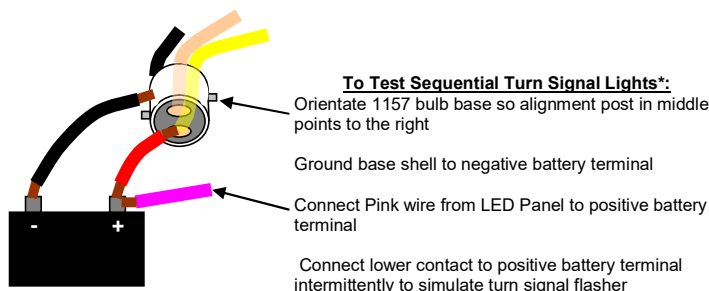 To Test Sequential Turn Signal Lights*:
Orientate 1157 bulb base so alignment post in middle
points to the right
Ground base shell to negative battery terminal
Connect Pink wire from LED Panel to positive battery
terminal
Connect lower contact to positive battery terminal
intermittently to simulate turn signal flasher
- +